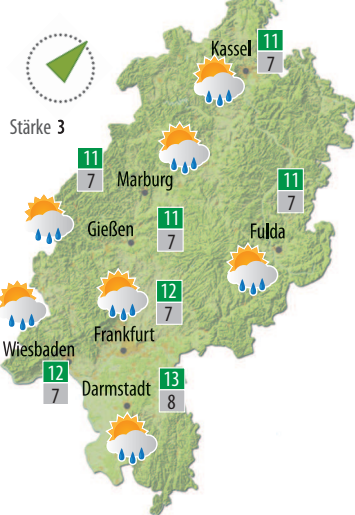 Kassel
11
7
Stärke 3
11
7
Marburg
11
7
Gießen
11
7
Fulda
12
7
Frankfurt
Wiesbaden
12
7
Darmstadt
13
8